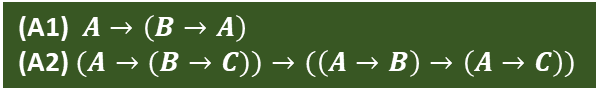 (A1) A → (B → A)
(A2) (A → (B → C)) → ((A → B) → (A → C))